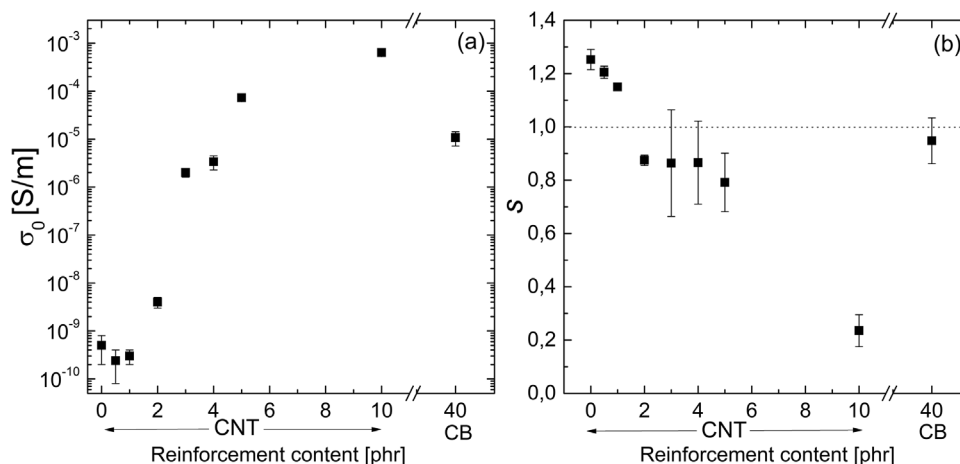 (a)
σ0 [S/m]
10^-3
10^-4
10^-5
10^-6
10^-7
10^-8
10^-9
10^-10
0 2 4 6 8 10 40
CNT CB
Reinforcement content [phr]
(b)
s
1,4
1,2
1,0
0,8
0,6
0,4
0,2
0,0
0 2 4 6 8 10 40
CNT CB
Reinforcement content [phr]